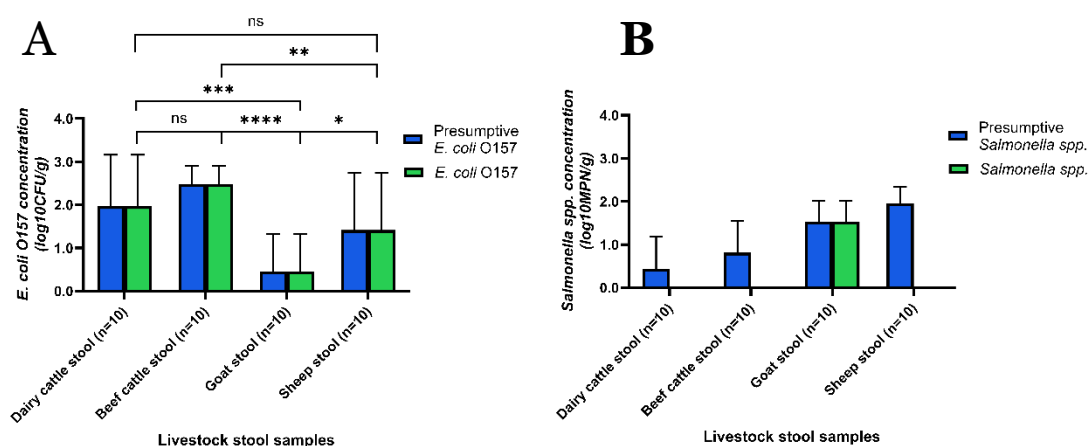 A
ns
**
***
ns
****
*
E. coli O157 concentration
(log10CFU/g)
4.0
3.0
2.0
1.0
0.0
Presumptive
E. coli O157
E. coli O157
Dairy cattle stool (n=10)
Beef cattle stool (n=10)
Goat stool (n=10)
Sheep stool (n=10)
Livestock stool samples
B
Salmonella spp. concentration
(log10MPN/g)
4.0
3.0
2.0
1.0
0.0
Presumptive
Salmonella spp.
Salmonella spp.
Dairy cattle stool (n=10)
Beef cattle stool (n=10)
Goat stool (n=10)
Sheep stool (n=10)
Livestock stool samples